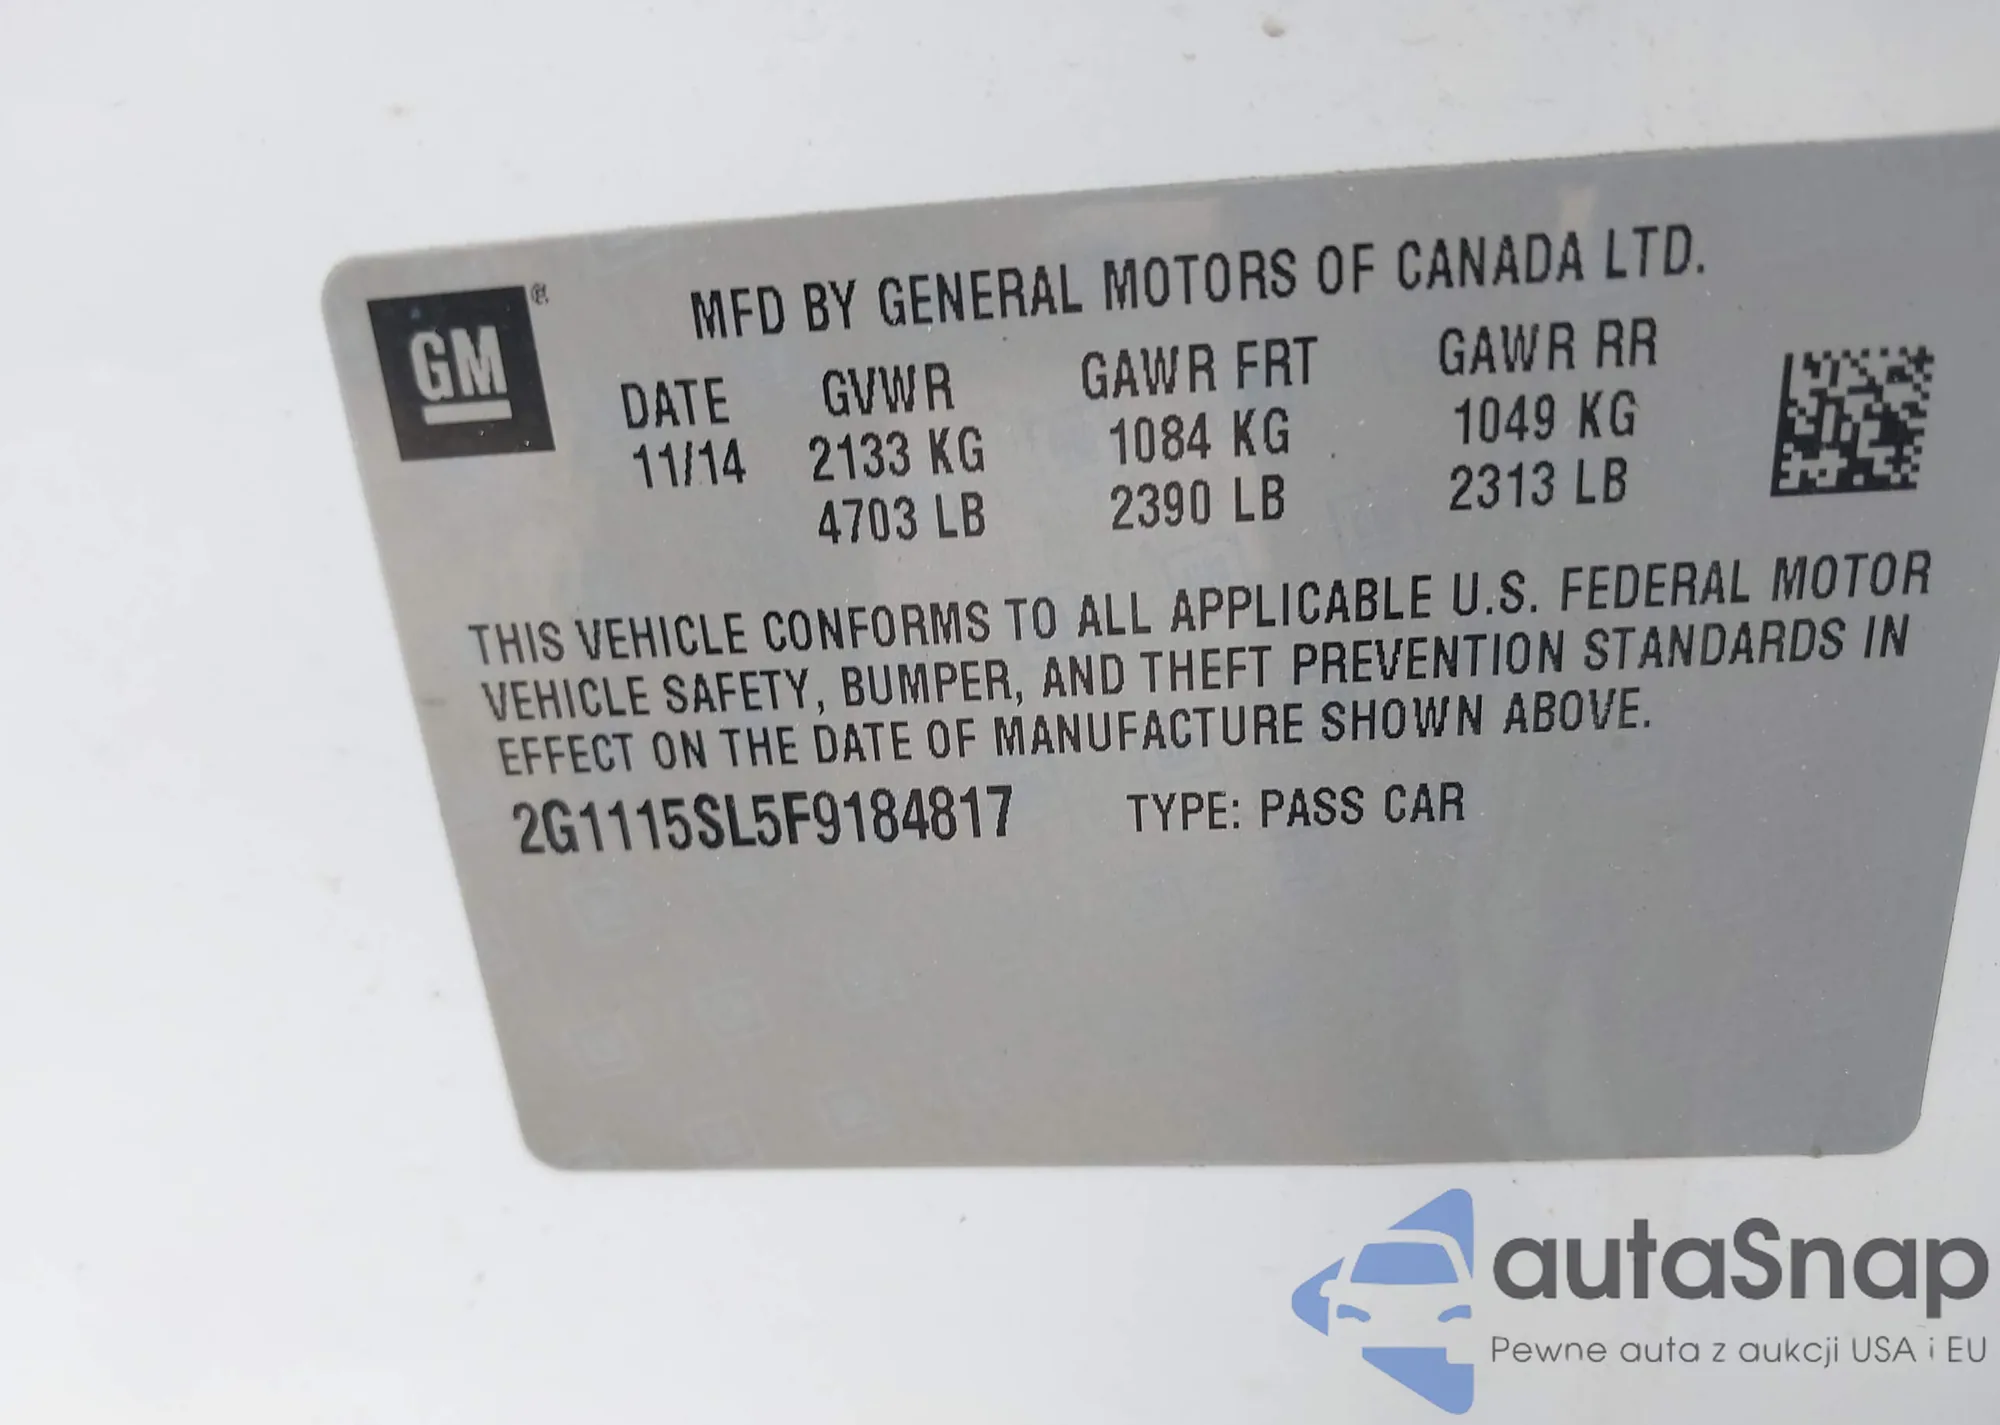 GM®
MFD BY GENERAL MOTORS OF CANADA LTD.
DATE GVWR GAWR FRT GAWR RR
11/14 2133 KG 1084 KG 1049 KG
4703 LB 2390 LB 2313 LB
THIS VEHICLE CONFORMS TO ALL APPLICABLE U.S. FEDERAL MOTOR
VEHICLE SAFETY, BUMPER, AND THEFT PREVENTION STANDARDS IN
EFFECT ON THE DATE OF MANUFACTURE SHOWN ABOVE.
2G1115SL5F9184817 TYPE: PASS CAR
autaSnap
Pewne auta z aukcji USA i EU